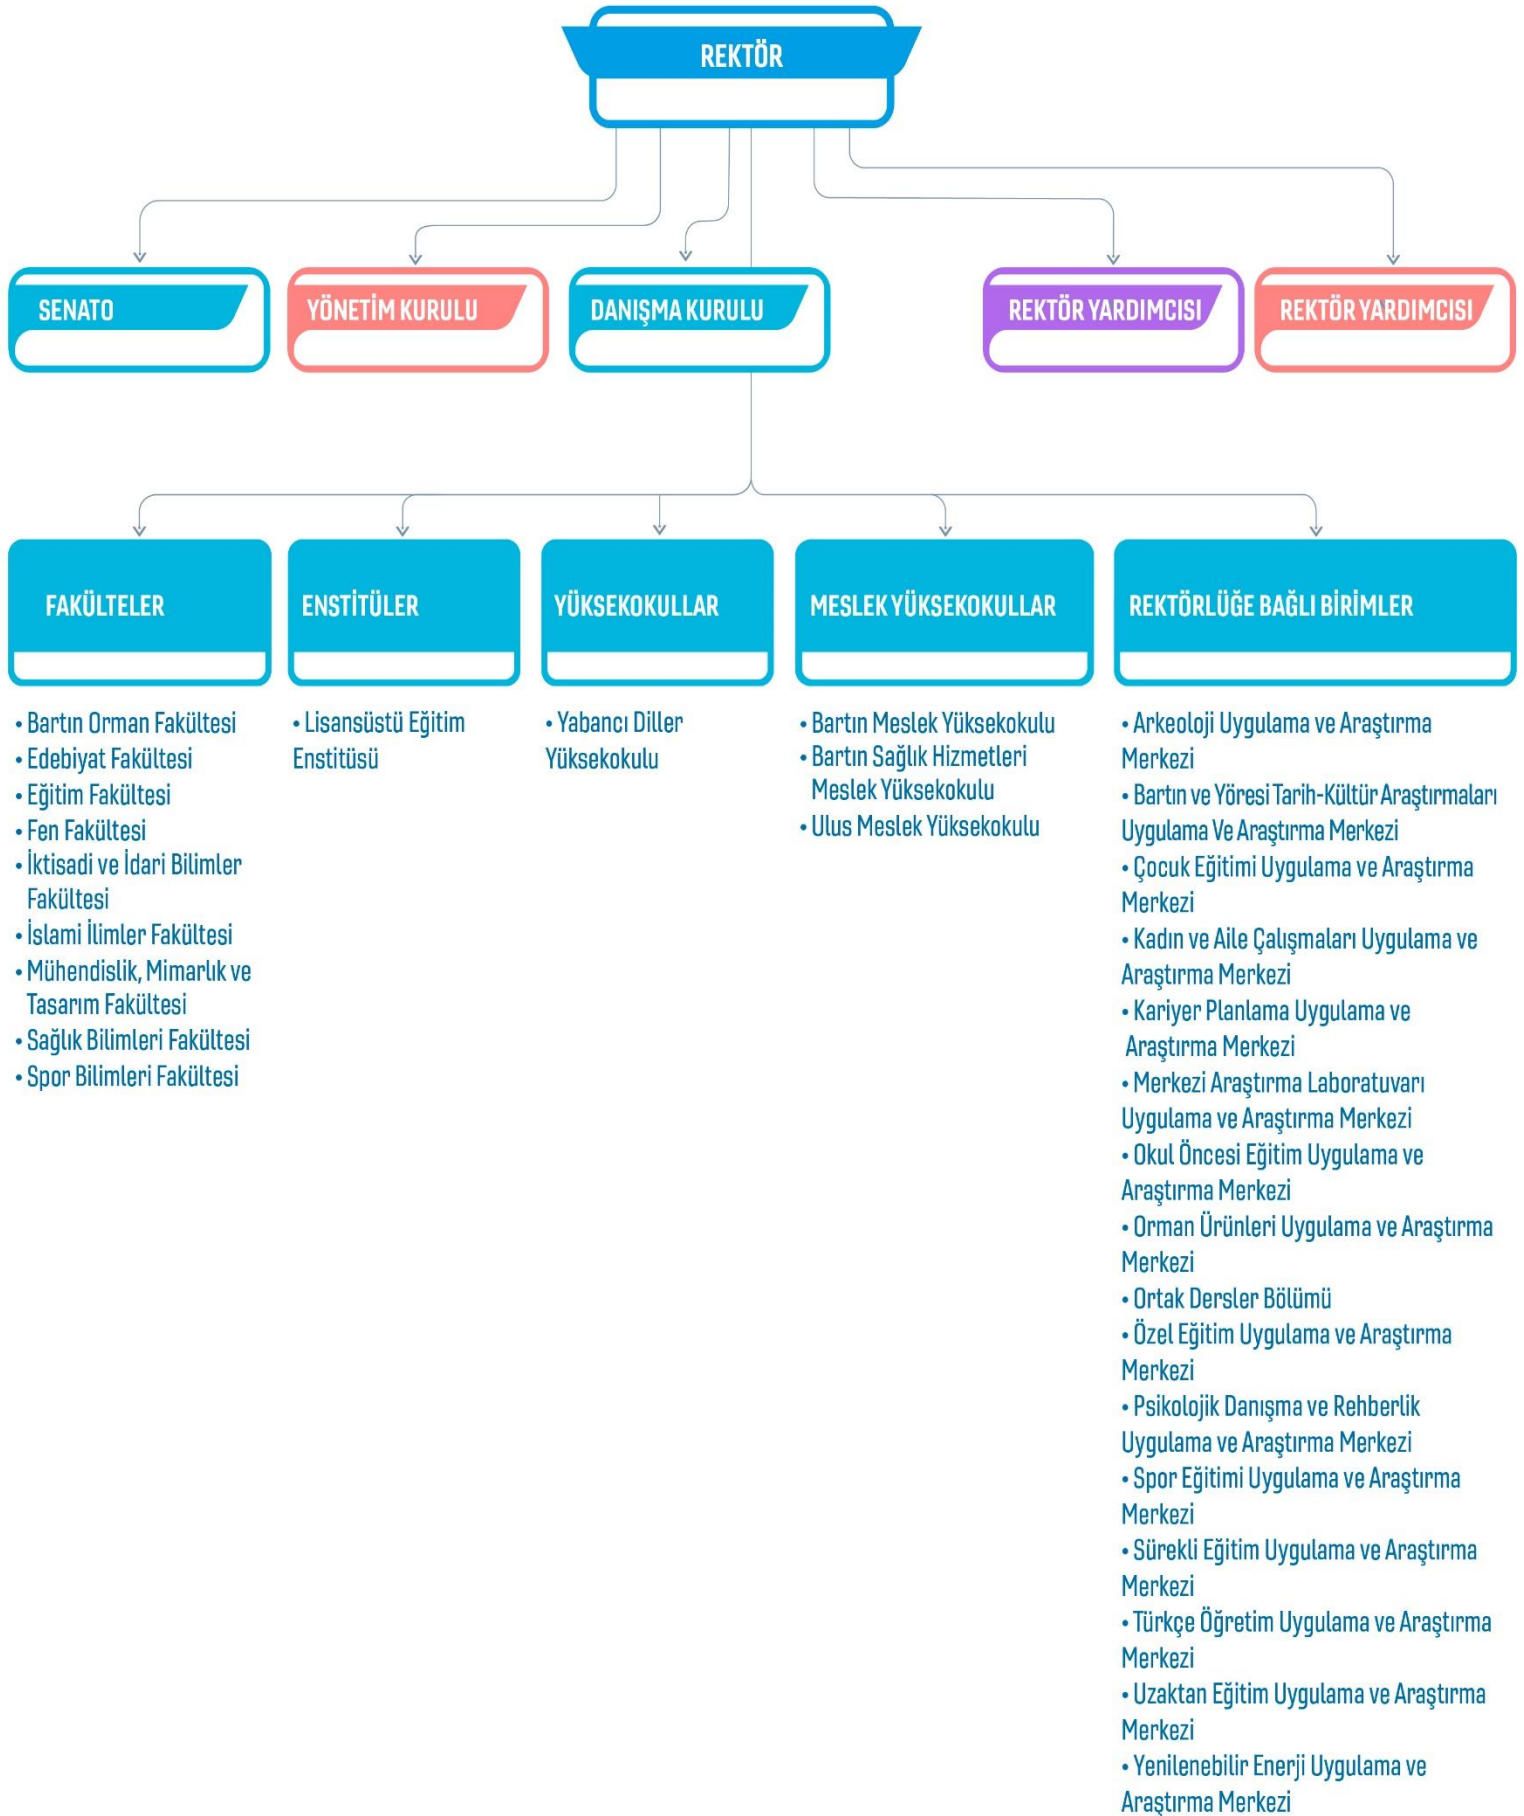 REKTÖR
SENATO
YÖNETİM KURULU
DANIŞMA KURULU
REKTÖR YARDIMCISI
REKTÖR YARDIMCISI
FAKÜLTELER
• Bartın Orman Fakültesi
• Edebiyat Fakültesi
• Eğitim Fakültesi
• Fen Fakültesi
• İktisadi ve İdari Bilimler
Fakültesi
• İslami İlimler Fakültesi
• Mühendislik, Mimarlık ve
Tasarım Fakültesi
• Sağlık Bilimleri Fakültesi
• Spor Bilimleri Fakültesi
ENSTİTÜLER
• Lisansüstü Eğitim
Enstitüsü
YÜKSEKOKULLAR
• Yabancı Diller
Yüksekokulu
MESLEK YÜKSEKOKULLAR
• Bartın Meslek Yüksekokulu
• Bartın Sağlık Hizmetleri
Meslek Yüksekokulu
• Ulus Meslek Yüksekokulu
REKTÖRLÜĞE BAĞLI BİRİMLER
• Arkeoloji Uygulama ve Araştırma
Merkezi
• Bartın ve Yöresi Tarih-Kültür Araştırmaları
Uygulama Ve Araştırma Merkezi
• Çocuk Eğitimi Uygulama ve Araştırma
Merkezi
• Kadın ve Aile Çalışmaları Uygulama ve
Araştırma Merkezi
• Kariyer Planlama Uygulama ve
Araştırma Merkezi
• Merkezi Araştırma Laboratuvarı
Uygulama ve Araştırma Merkezi
• Okul Öncesi Eğitim Uygulama ve
Araştırma Merkezi
• Orman Ürünleri Uygulama ve Araştırma
Merkezi
• Ortak Dersler Bölümü
• Özel Eğitim Uygulama ve Araştırma
Merkezi
• Psikolojik Danışma ve Rehberlik
Uygulama ve Araştırma Merkezi
• Spor Eğitimi Uygulama ve Araştırma
Merkezi
• Sürekli Eğitim Uygulama ve Araştırma
Merkezi
• Türkçe Öğretim Uygulama ve Araştırma
Merkezi
• Uzaktan Eğitim Uygulama ve Araştırma
Merkezi
• Yenilenebilir Enerji Uygulama ve
Araştırma Merkezi